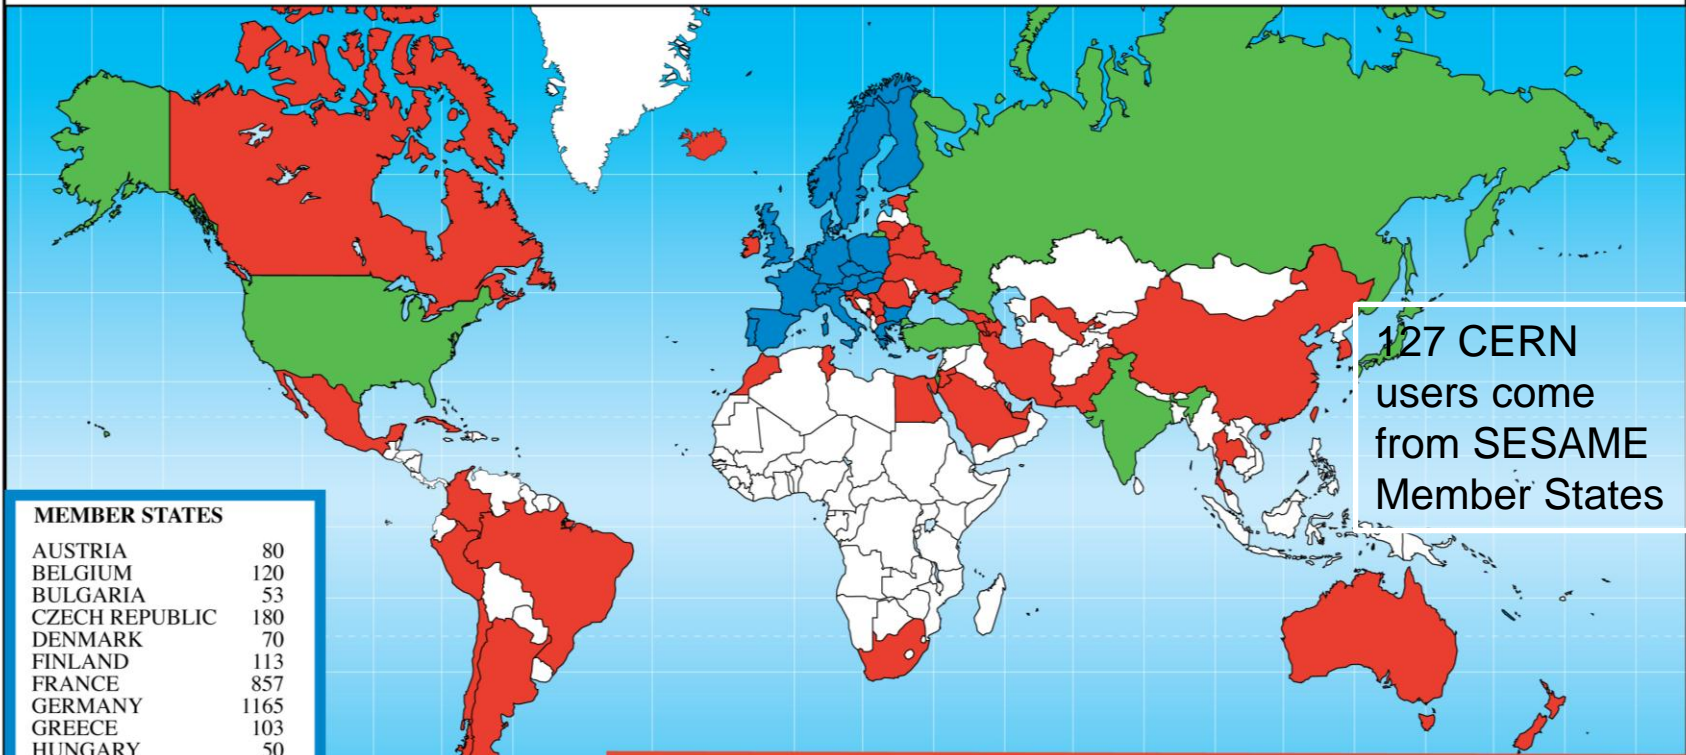 127 CERN
users come
from SESAME
Member States
MEMBER STATES
AUSTRIA 80
BELGIUM 120
BULGARIA 53
CZECH REPUBLIC 180
DENMARK 70
FINLAND 113
FRANCE 857
GERMANY 1165
GREECE 103
HUNGARY 50